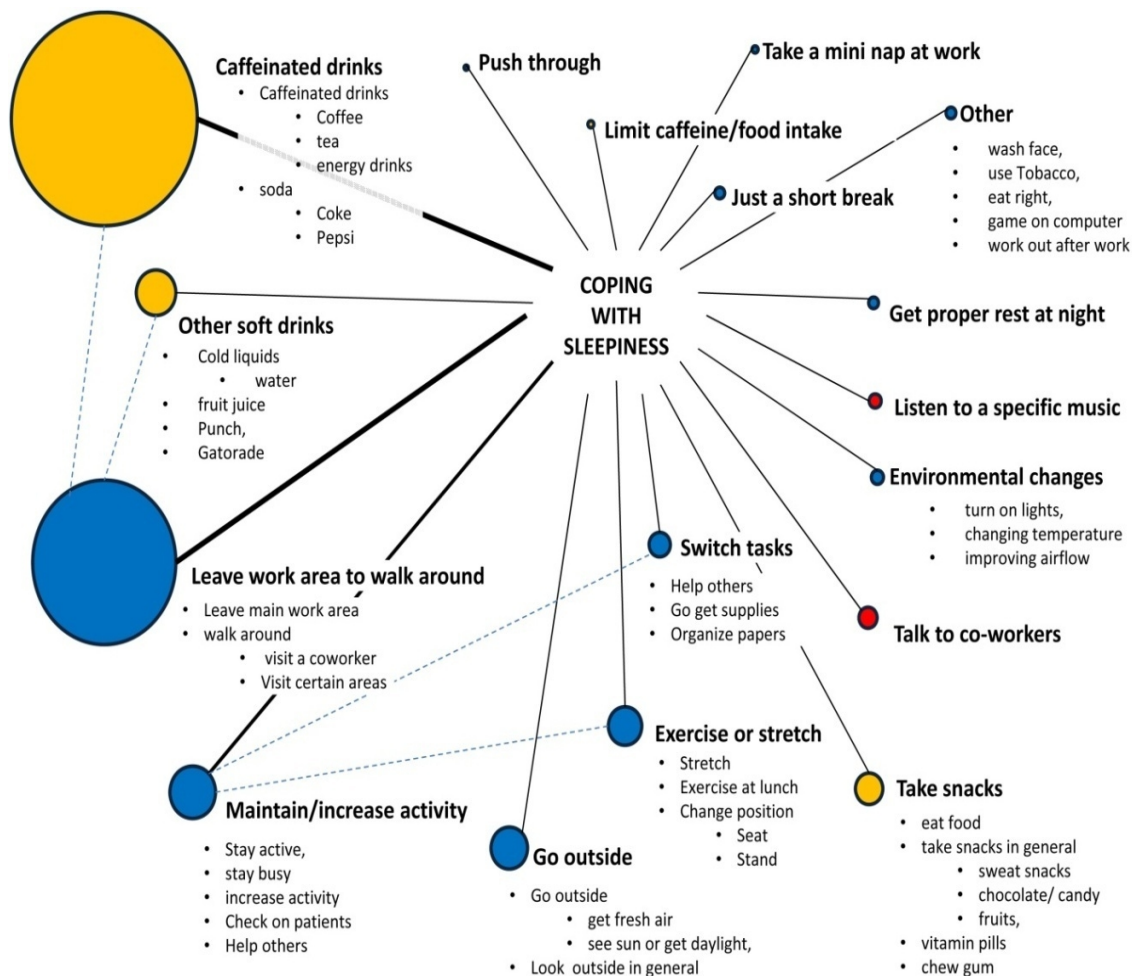 Caffeinated drinks
• Caffeinated drinks
• Coffee
• tea
• energy drinks
• soda
• Coke
• Pepsi
Push through
Take a mini nap at work
Limit caffeine/food intake
Other
• wash face,
• use Tobacco,
• eat right,
• game on computer
• work out after work
Just a short break
COPING
WITH
SLEEPINESS
Get proper rest at night
Other soft drinks
• Cold liquids
• water
• fruit juice
• Punch,
• Gatorade
Listen to a specific music
Environmental changes
• turn on lights,
• changing temperature
• improving airflow
Leave work area to walk around
• Leave main work area
• walk around
• visit a coworker
• Visit certain areas
Switch tasks
• Help others
• Go get supplies
• Organize papers
Talk to co-workers
Maintain/increase activity
• Stay active,
• stay busy
• increase activity
• Check on patients
• Help others
Exercise or stretch
• Stretch
• Exercise at lunch
• Change position
• Seat
• Stand
Go outside
• Go outside
• get fresh air
• see sun or get daylight,
• Look outside in general
Take snacks
• eat food
• take snacks in general
• sweat snacks
• chocolate/ candy
• fruits,
• vitamin pills
• chew gum